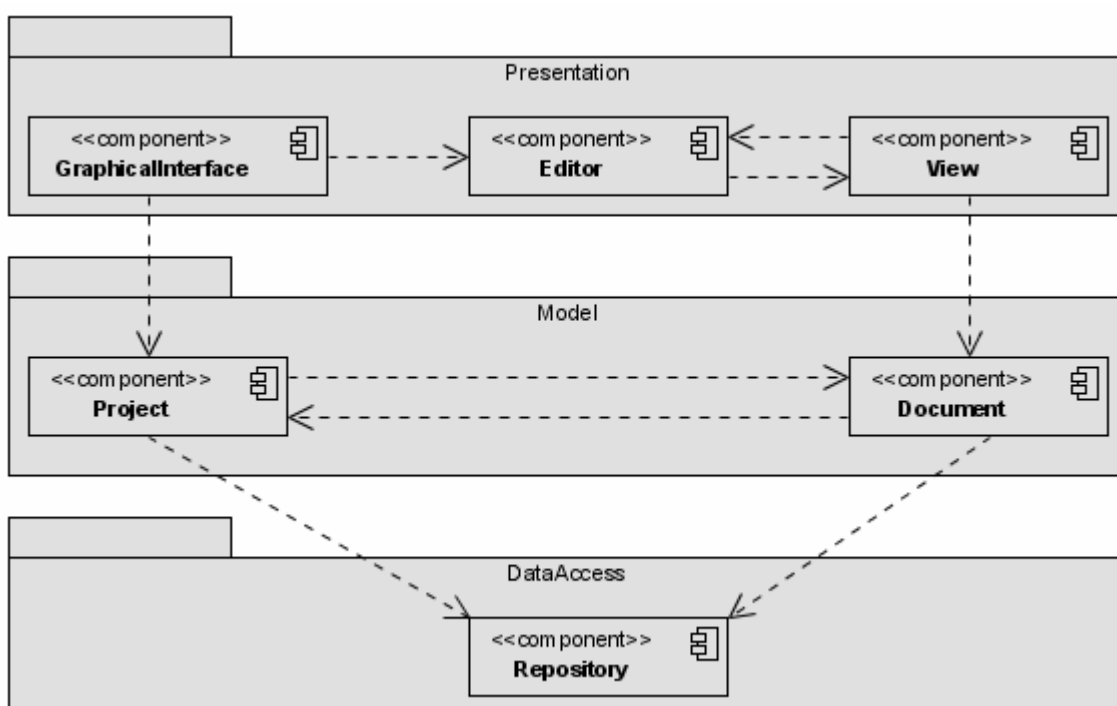 Presentation
<<component>>
GraphicalInterface
<<component>>
Editor
<<component>>
View
Model
<<component>>
Project
<<component>>
Document
DataAccess
<<component>>
Repository